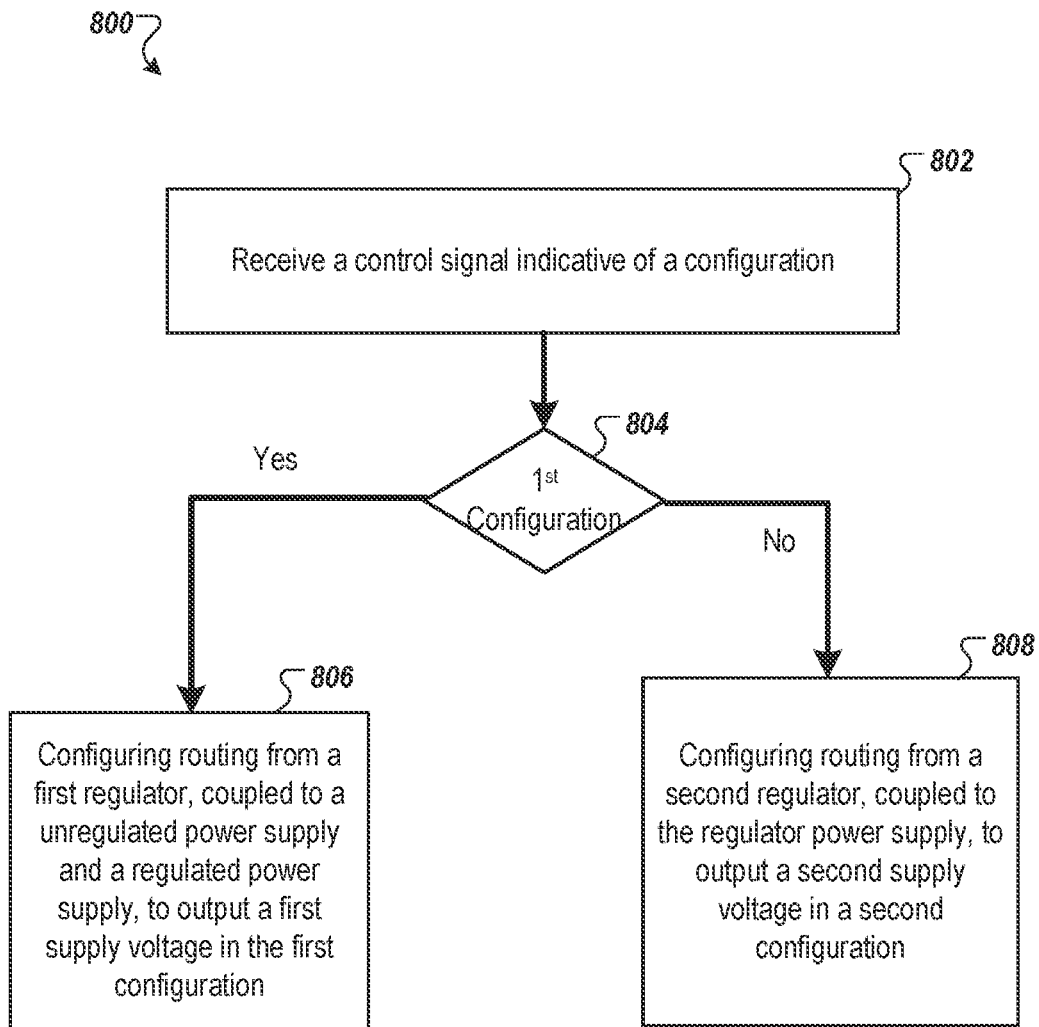 800
802
Receive a control signal indicative of a configuration
804
Yes
1st
Configuration
No
806
808
Configuring routing from a
first regulator, coupled to a
unregulated power supply
and a regulated power
supply, to output a first
supply voltage in the first
configuration
Configuring routing from a
second regulator, coupled to
the regulator power supply, to
output a second supply
voltage in a second
configuration